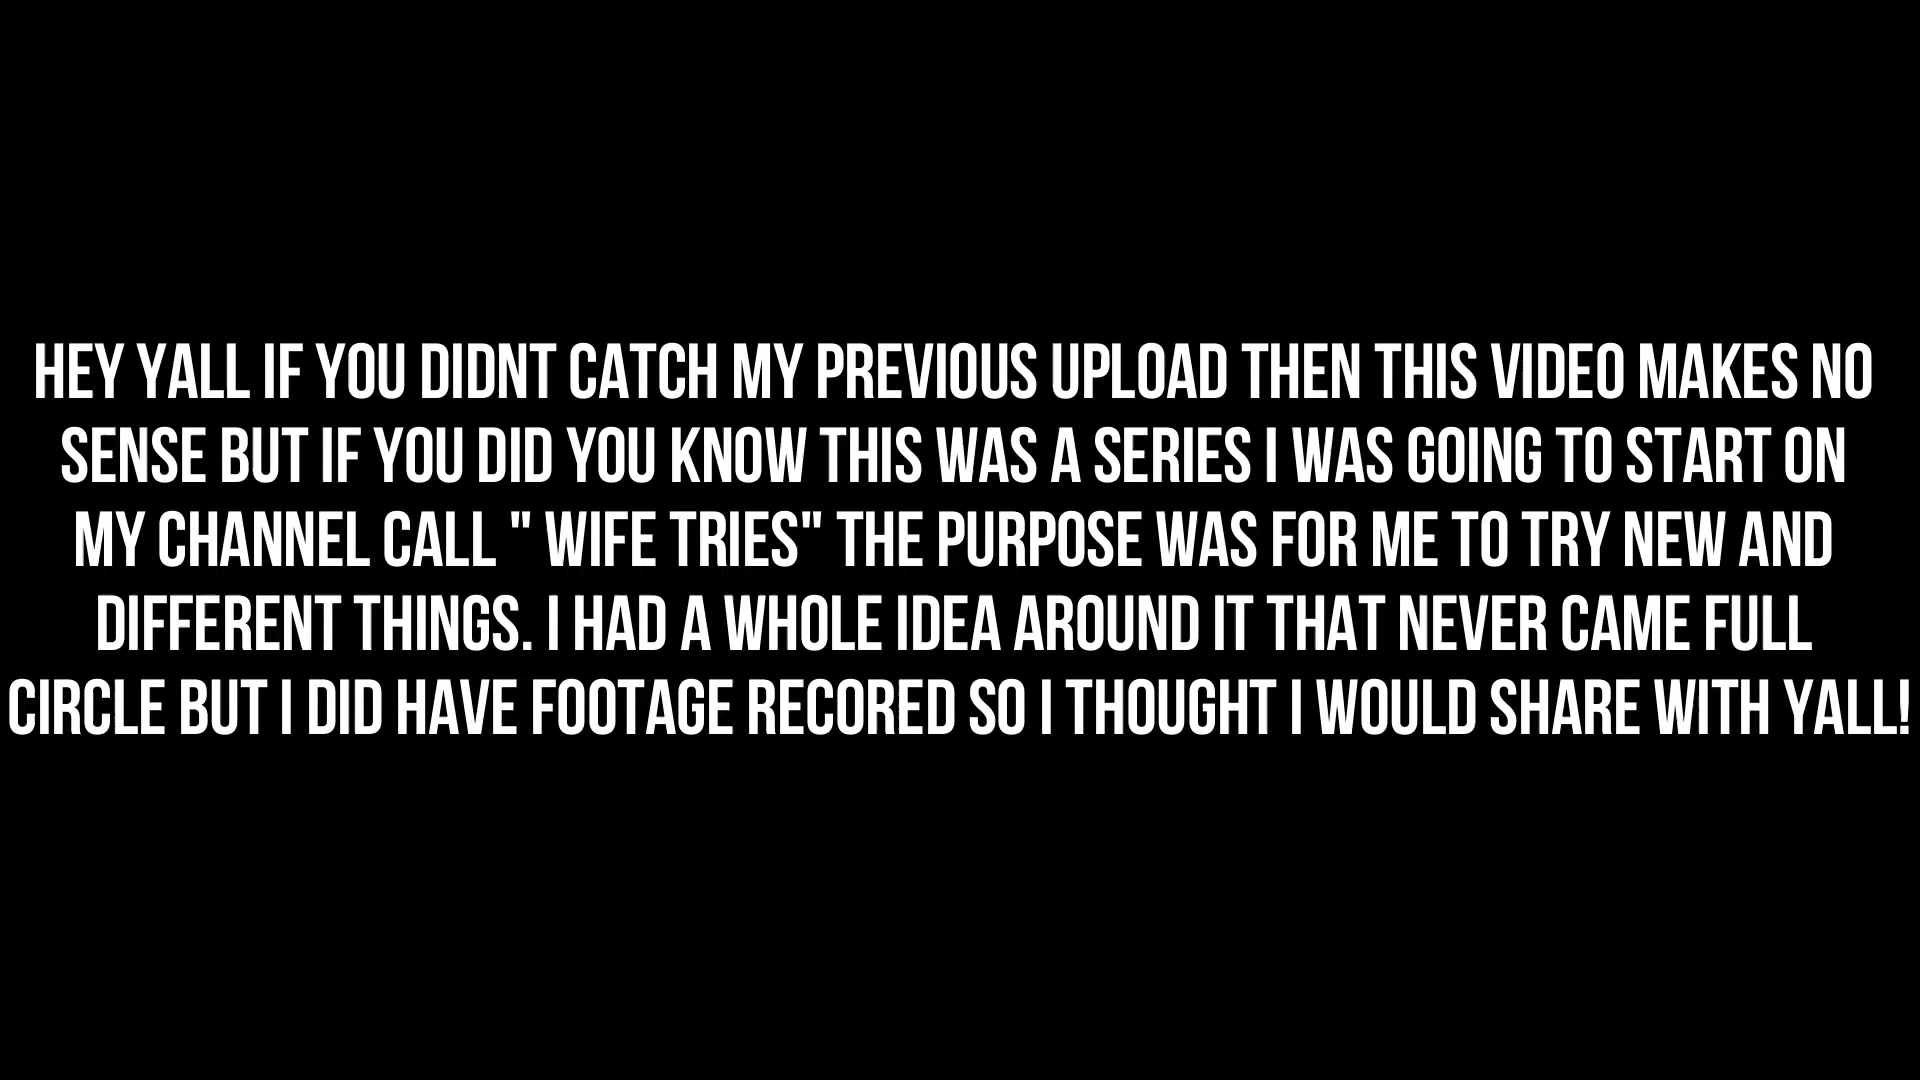 HEY YALL IF YOU DIDNT CATCH MY PREVIOUS UPLOAD THEN THIS VIDEO MAKES NO
SENSE BUT IF YOU DID YOU KNOW THIS WAS A SERIES I WAS GOING TO START ON
MY CHANNEL CALL " WIFE TRIES" THE PURPOSE WAS FOR ME TO TRY NEW AND
DIFFERENT THINGS. I HAD A WHOLE IDEA AROUND IT THAT NEVER CAME FULL
CIRCLE BUT I DID HAVE FOOTAGE RECORED SO I THOUGHT I WOULD SHARE WITH YALL!